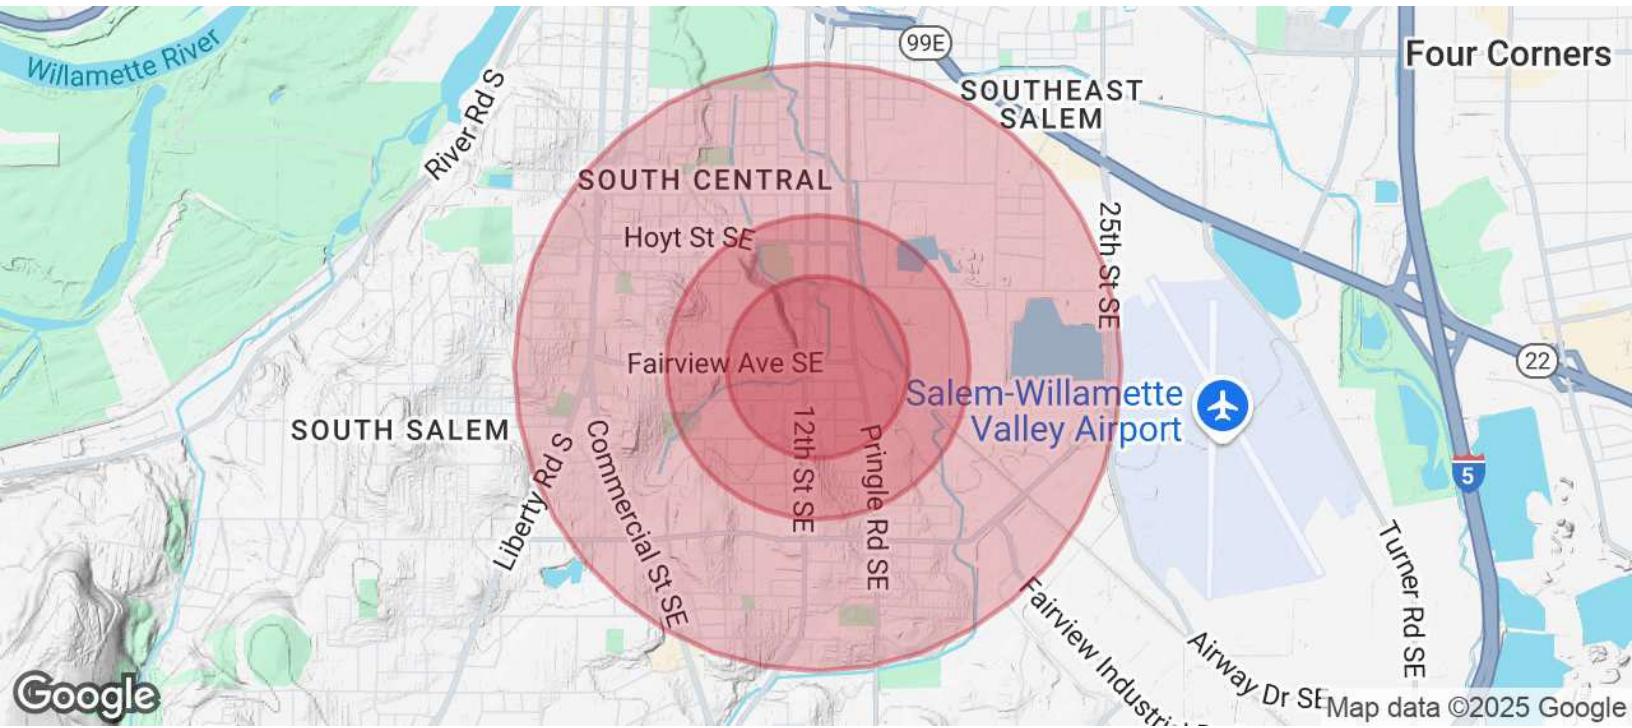 Willamette River
River Rd S
99E
Four Corners
SOUTHEAST
SALEM
SOUTH CENTRAL
Hoyt St SE
25th St SE
Fairview Ave SE
22
Salem-Willamette
Valley Airport
SOUTH SALEM
12th St SE
Pringle Rd SE
Commercial St SE
Liberty Rd S
5
Turner Rd SE
Fairview Industrial
Airway Dr SE
Google
Map data ©2025 Google